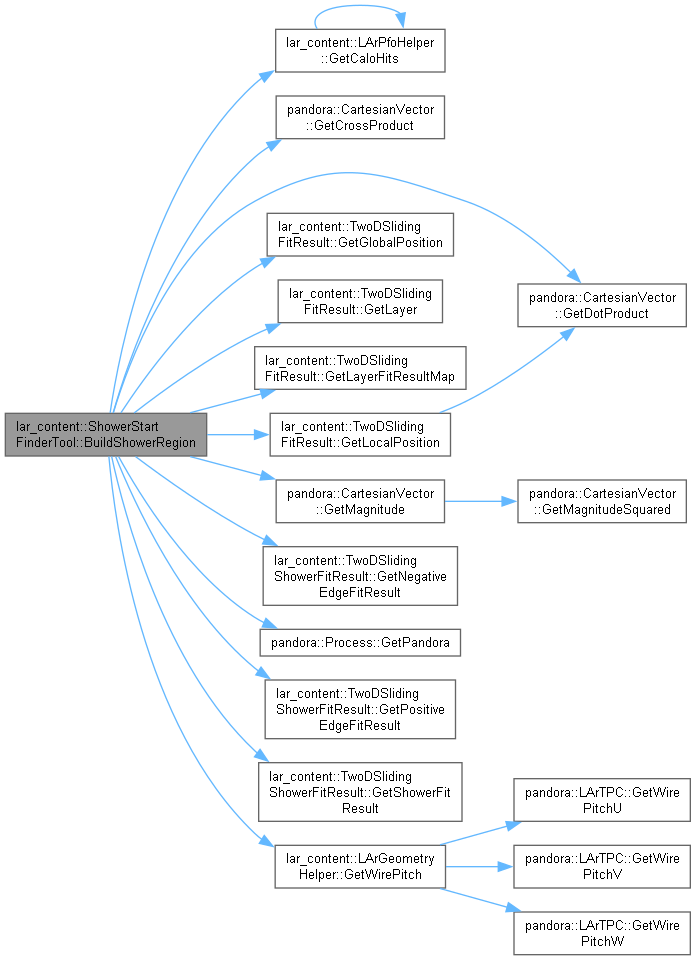 lar_content::ShowerStart
FinderTool::BuildShowerRegion
lar_content::LArPfoHelper
::GetCaloHits
pandora::CartesianVector
::GetCrossProduct
lar_content::TwoDSliding
FitResult::GetGlobalPosition
lar_content::TwoDSliding
FitResult::GetLayer
lar_content::TwoDSliding
FitResult::GetLayerFitResultMap
lar_content::TwoDSliding
FitResult::GetLocalPosition
pandora::CartesianVector
::GetMagnitude
lar_content::TwoDSliding
ShowerFitResult::GetNegative
EdgeFitResult
pandora::Process::GetPandora
lar_content::TwoDSliding
ShowerFitResult::GetPositive
EdgeFitResult
lar_content::TwoDSliding
ShowerFitResult::GetShowerFit
Result
lar_content::LArGeometry
Helper::GetWirePitch
pandora::CartesianVector
::GetDotProduct
pandora::CartesianVector
::GetMagnitudeSquared
pandora::LArTPC::GetWire
PitchU
pandora::LArTPC::GetWire
PitchV
pandora::LArTPC::GetWire
PitchW